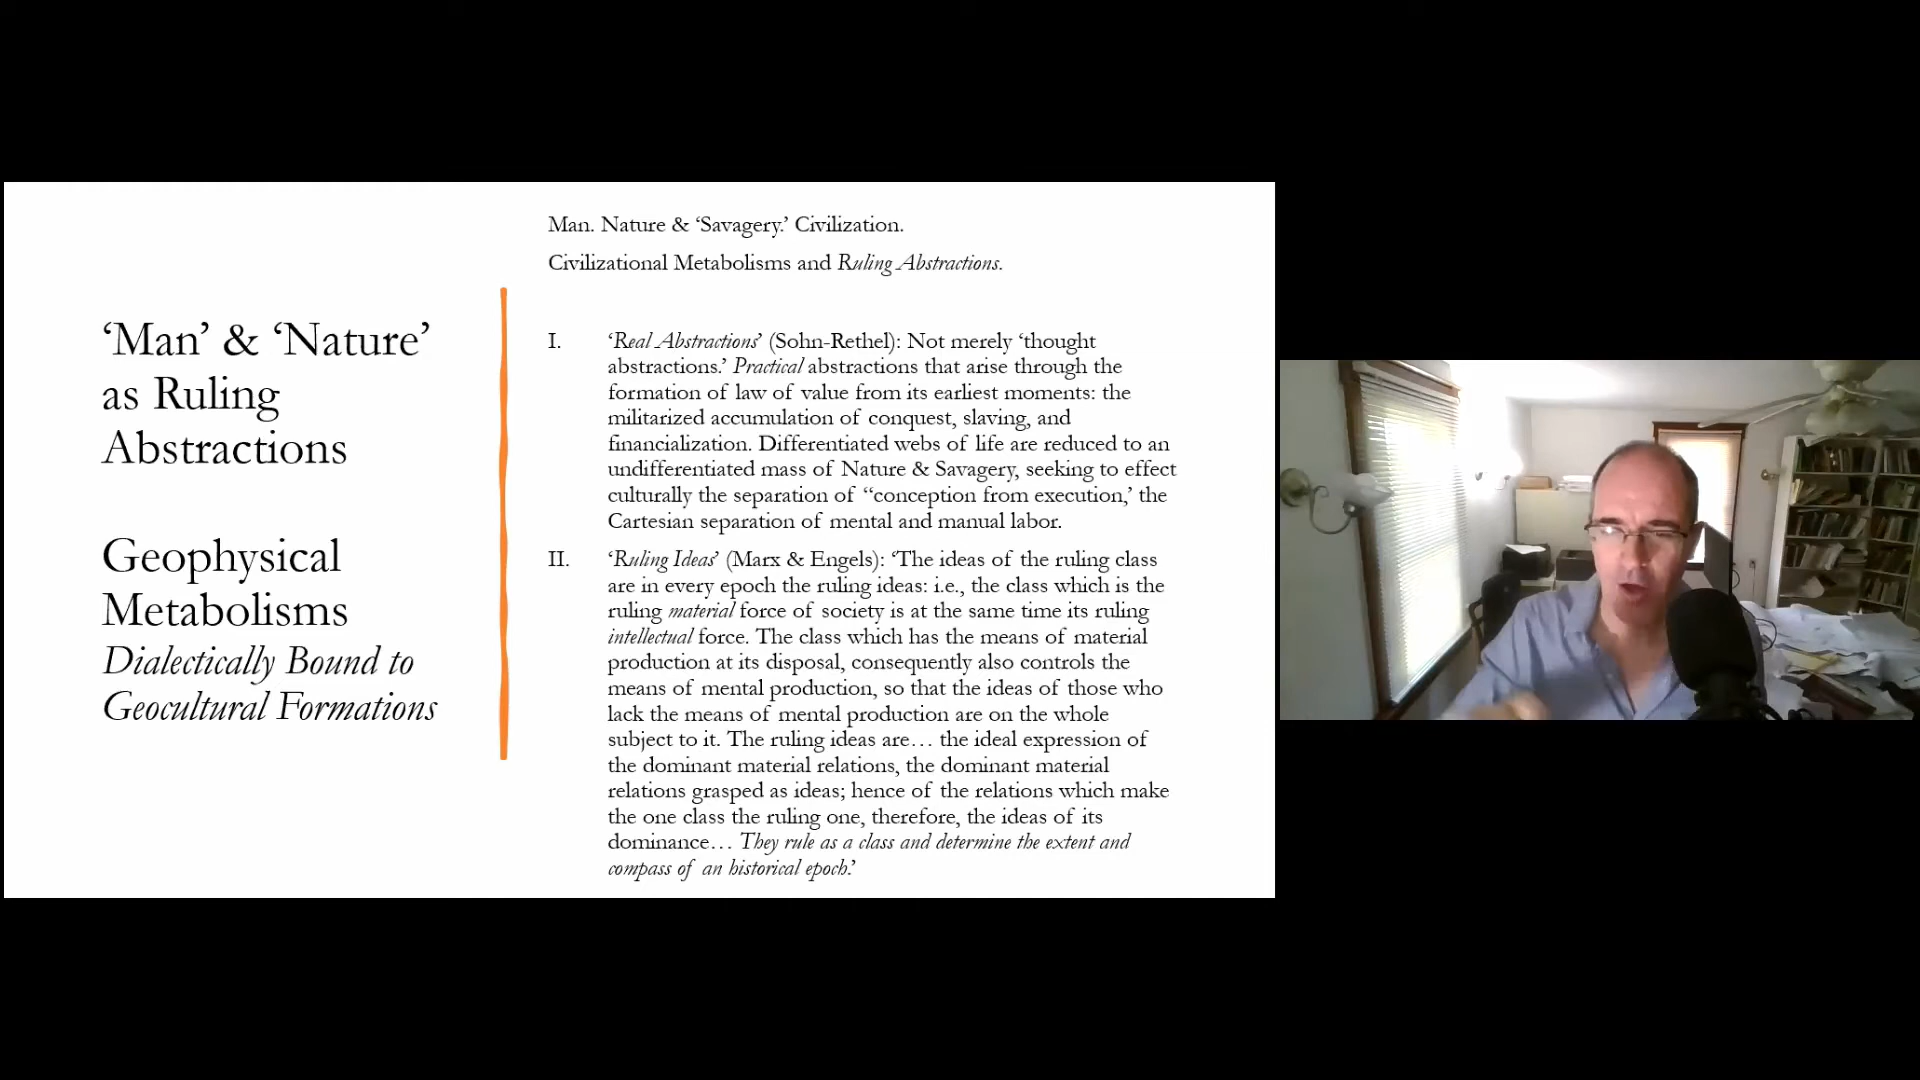 ‘Man’ & ‘Nature’
as Ruling
Abstractions
Geophysical
Metabolisms
Dialectically Bound to
Geocultural Formations
Man. Nature & ‘Savagery.’ Civilization.
Civilizational Metabolisms and Ruling Abstractions.
I. ‘Real Abstractions’ (Sohn-Rethel): Not merely ‘thought
abstractions.’ Practical abstractions that arise through the
formation of law of value from its earliest moments: the
militarized accumulation of conquest, slaving, and
financialization. Differentiated webs of life are reduced to an
undifferentiated mass of Nature & Savagery, seeking to effect
culturally the separation of “conception from execution,’ the
Cartesian separation of mental and manual labor.
II. ‘Ruling Ideas’ (Marx & Engels): ‘The ideas of the ruling class
are in every epoch the ruling ideas: i.e., the class which is the
ruling material force of society is at the same time its ruling
intellectual force. The class which has the means of material
production at its disposal, consequently also controls the
means of mental production, so that the ideas of those who
lack the means of mental production are on the whole
subject to it. The ruling ideas are… the ideal expression of
the dominant material relations, the dominant material
relations grasped as ideas; hence of the relations which make
the one class the ruling one, therefore, the ideas of its
dominance… They rule as a class and determine the extent and
compass of an historical epoch.’